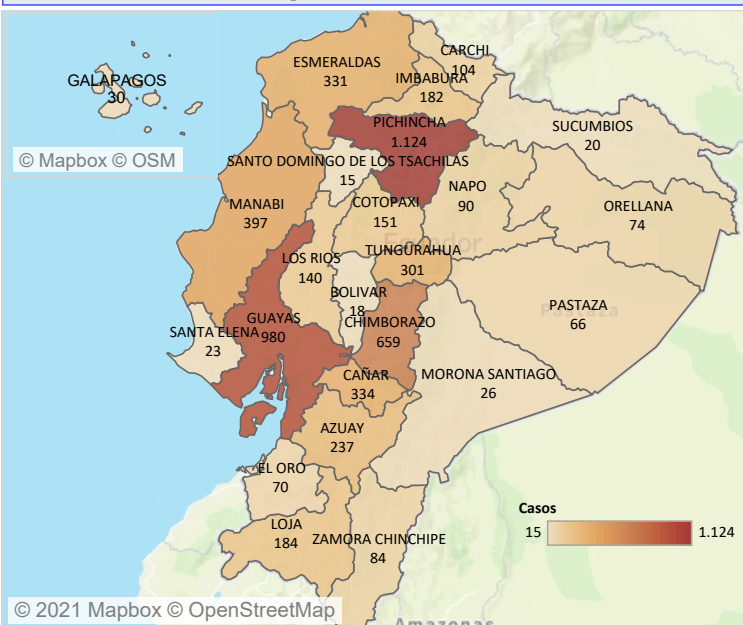 CARCHI
104
ESMERALDAS
331
IMBABURA
182
GALAPAGOS
30
PICHINCHA
1.124
SUCUMBIOS
20
© Mapbox © OSM
SANTO DOMINGO DE LOS TSACHILAS
15
NAPO
90
COTOPAXI
151
MANABI
397
ORELLANA
74
Ecuador
TUNGURAHUA
301
LOS RIOS
140
BOLIVAR
18
PASTAZA
66
Pastaza
GUAYAS
980
CHIMBORAZO
659
SANTA ELENA
23
CAÑAR
334
MORONA SANTIAGO
26
AZUAY
237
EL ORO
70
LOJA
184
ZAMORA CHINCHIPE
84
Casos
15 1.124
© 2021 Mapbox © OpenStreetMap
Amazonas